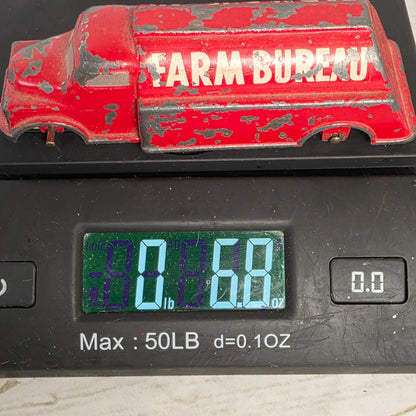 FARM BUREAU
0 lb 6.8 oz
0.0
Max : 50LB d=0.1OZ